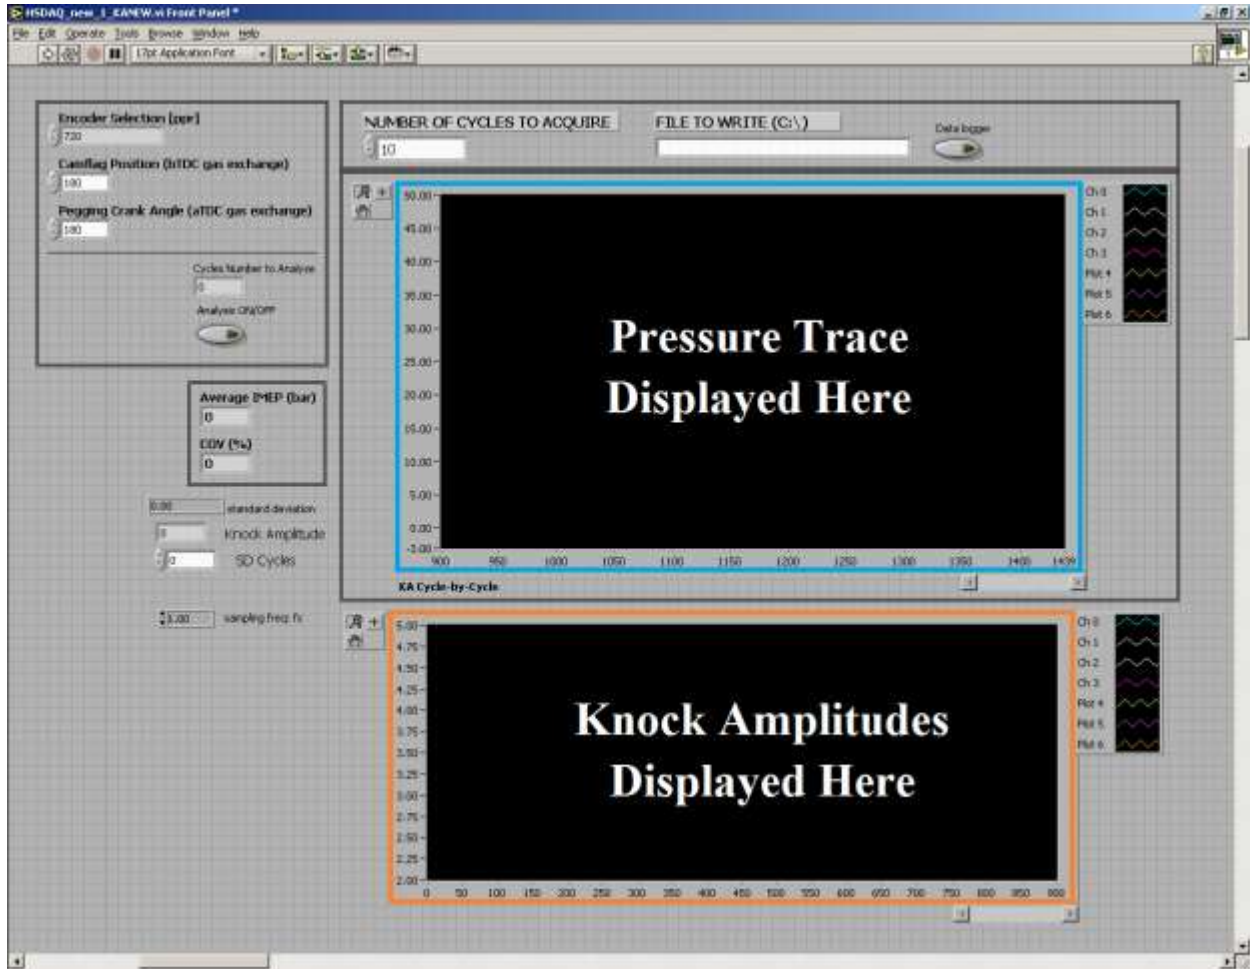 HSDAQ_new_1_KANEW.vi Front Panel *
File Edit Operate Tools Browse Window Help
17pt Application Font
Encoder Selection [ppr]
720
Camflag Position (bTDC gas exchange)
180
Pegging Crank Angle (aTDC gas exchange)
180
Cycles Number to Analyse
0
Analysis ON/OFF
Average IMEP (bar)
0
COV (%)
0
0.00 standard deviation
0 Knock Amplitude
0 SD Cycles
1.00 sampling freq: fs
NUMBER OF CYCLES TO ACQUIRE
10
FILE TO WRITE (C:\)
Data logger
50.00
45.00
40.00
35.00
30.00
25.00
20.00
15.00
10.00
5.00
0.00
-3.00
900 950 1000 1050 1100 1150 1200 1250 1300 1350 1400 1439
Pressure Trace
Displayed Here
Ch 0
Ch 1
Ch 2
Ch 3
Plot 4
Plot 5
Plot 6
KA Cycle-by-Cycle
5.00
4.75
4.50
4.25
4.00
3.75
3.50
3.25
3.00
2.75
2.50
2.25
2.00
0 50 100 150 200 250 300 350 400 450 500 550 600 650 700 750 800 850 900
Knock Amplitudes
Displayed Here
Ch 0
Ch 1
Ch 2
Ch 3
Plot 4
Plot 5
Plot 6